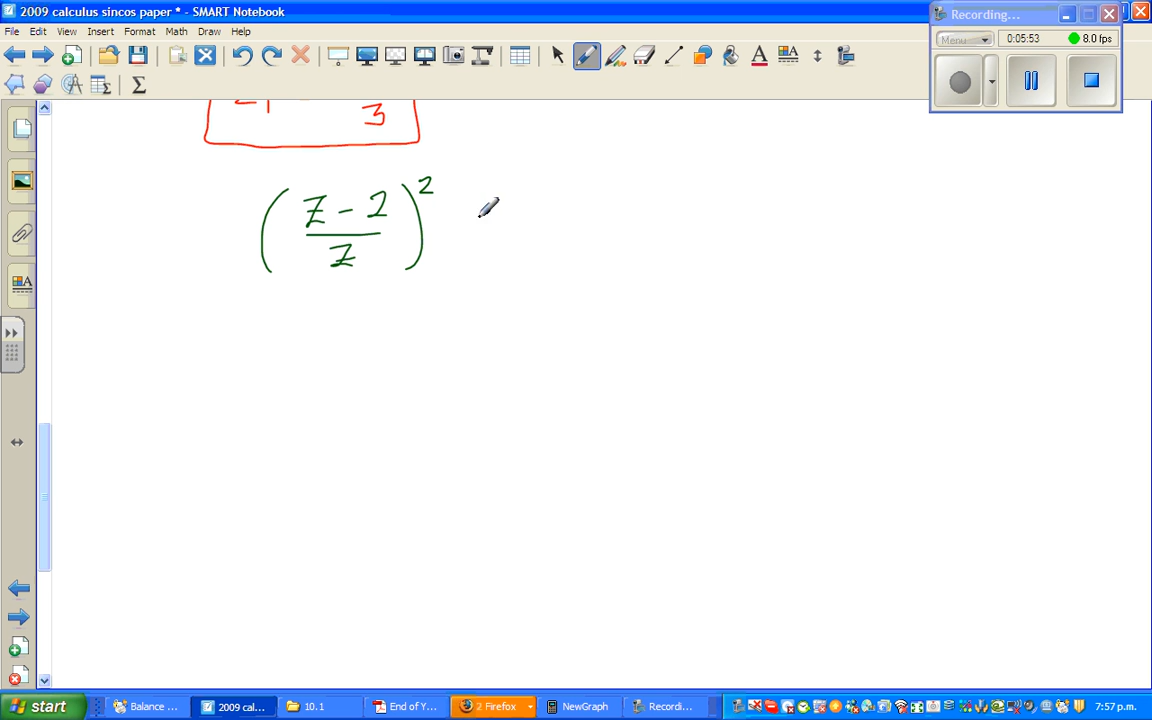 2009 calculus sincos paper * - SMART Notebook
Recording...
File Edit View Insert Format Math Draw Help
Menu 0:05:53 8.0 fps
3
( z - 2 / z )²
start Balance ... 2009 cal... 10.1 End of Y... 2 Firefox NewGraph Recordi... 7:57 p.m.